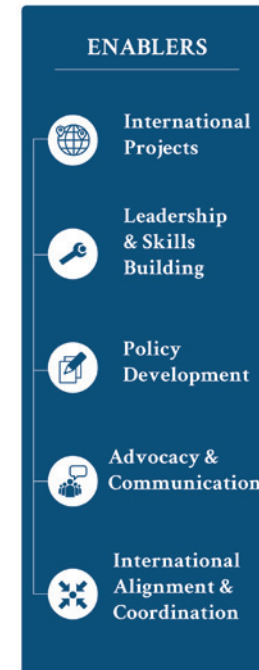 ENABLERS
International
Projects
Leadership
& Skills
Building
Policy
Development
Advocacy &
Communication
International
Alignment &
Coordination